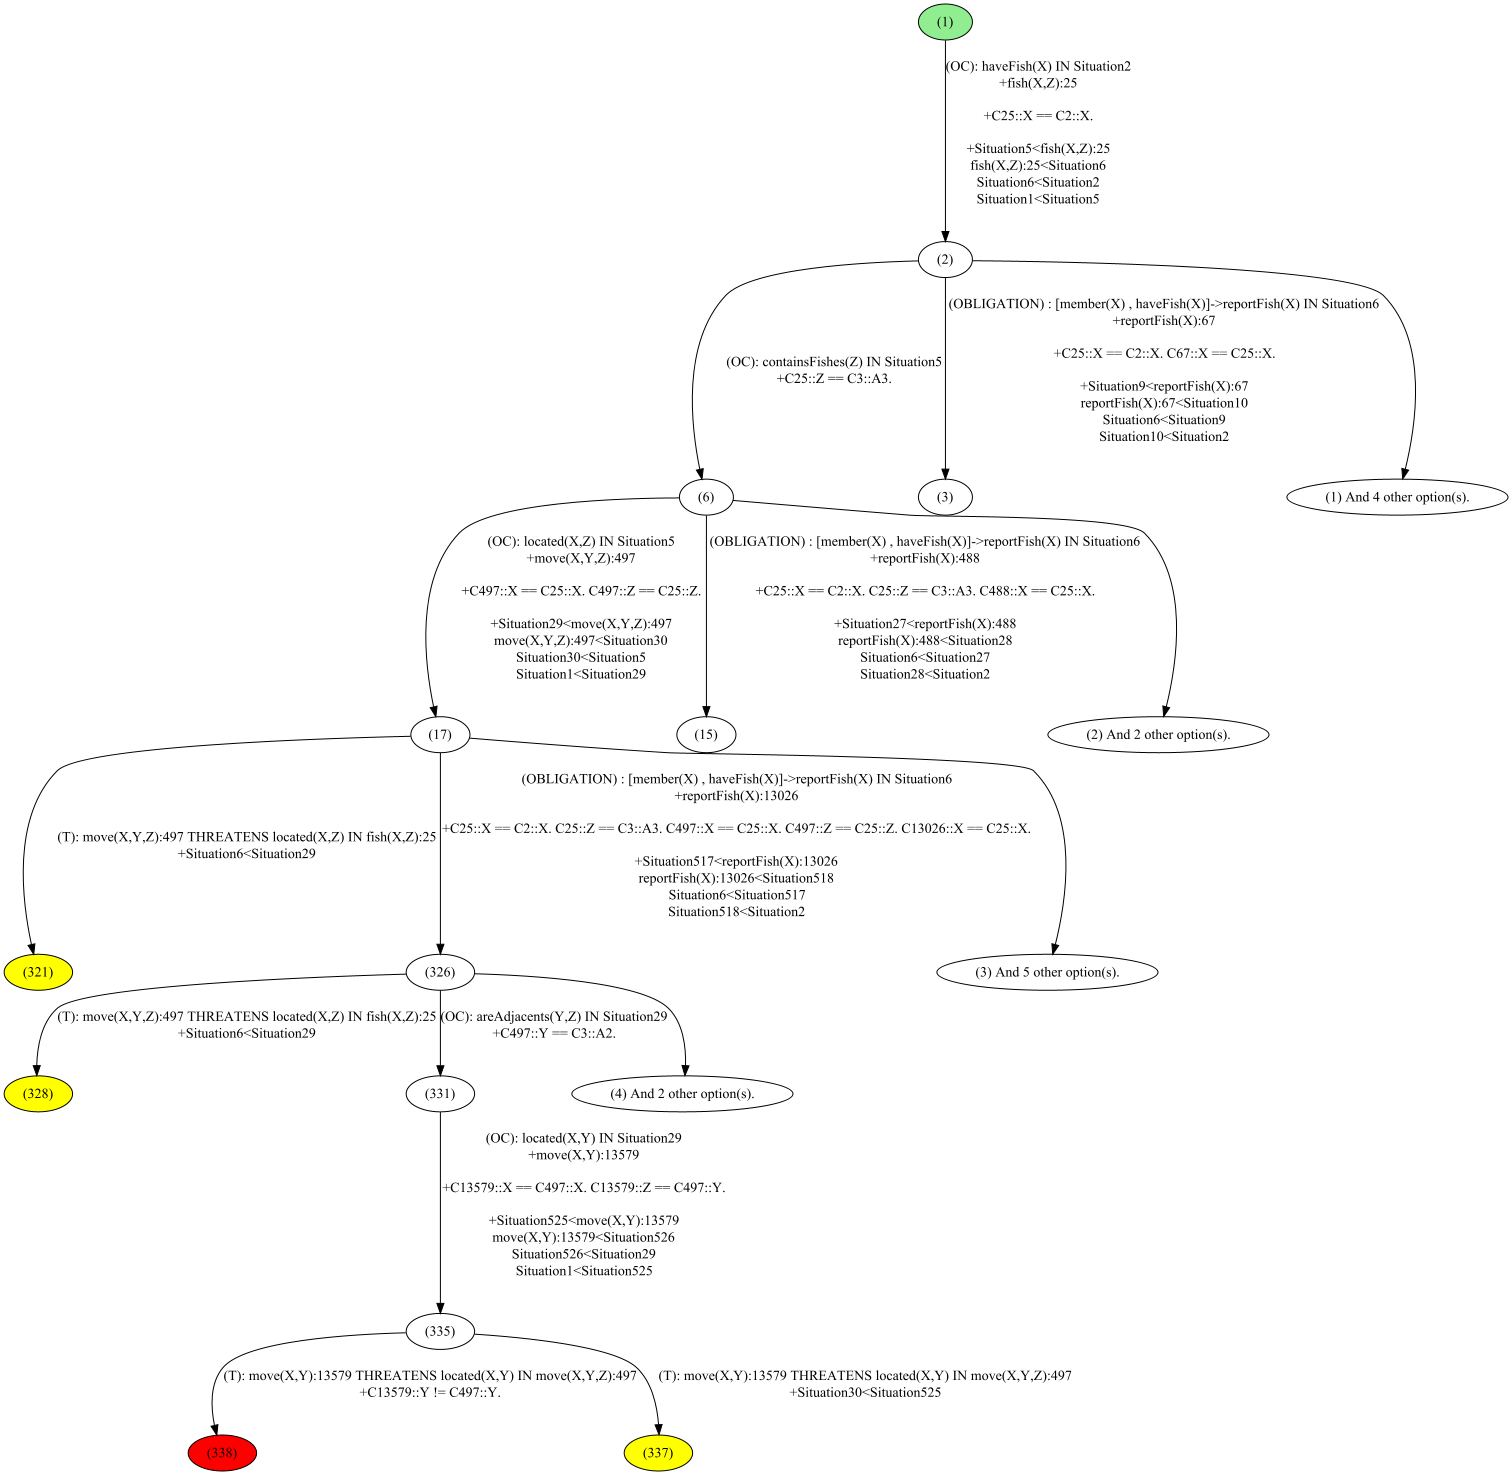 (1)
(OC): haveFish(X) IN Situation2
+fish(X,Z):25
+C25::X == C2::X.
+Situation5<fish(X,Z):25
fish(X,Z):25<Situation6
Situation6<Situation2
Situation1<Situation5
(2)
(OC): containsFishes(Z) IN Situation5
+C25::Z == C3::A3.
(OBLIGATION) : [member(X) , haveFish(X)]->reportFish(X) IN Situation6
+reportFish(X):67
+C25::X == C2::X. C67::X == C25::X.
+Situation9<reportFish(X):67
reportFish(X):67<Situation10
Situation6<Situation9
Situation10<Situation2
(6)
(3)
(1) And 4 other option(s).
(OC): located(X,Z) IN Situation5
+move(X,Y,Z):497
+C497::X == C25::X. C497::Z == C25::Z.
+Situation29<move(X,Y,Z):497
move(X,Y,Z):497<Situation30
Situation30<Situation5
Situation1<Situation29
(OBLIGATION) : [member(X) , haveFish(X)]->reportFish(X) IN Situation6
+reportFish(X):488
+C25::X == C2::X. C25::Z == C3::A3. C488::X == C25::X.
+Situation27<reportFish(X):488
reportFish(X):488<Situation28
Situation6<Situation27
Situation28<Situation2
(17)
(15)
(2) And 2 other option(s).
(T): move(X,Y,Z):497 THREATENS located(X,Z) IN fish(X,Z):25
+Situation6<Situation29
(OBLIGATION) : [member(X) , haveFish(X)]->reportFish(X) IN Situation6
+reportFish(X):13026
+C25::X == C2::X. C25::Z == C3::A3. C497::X == C25::X. C497::Z == C25::Z. C13026::X == C25::X.
+Situation517<reportFish(X):13026
reportFish(X):13026<Situation518
Situation6<Situation517
Situation518<Situation2
(321)
(326)
(3) And 5 other option(s).
(T): move(X,Y,Z):497 THREATENS located(X,Z) IN fish(X,Z):25
+Situation6<Situation29
(OC): areAdjacents(Y,Z) IN Situation29
+C497::Y == C3::A2.
(328)
(331)
(4) And 2 other option(s).
(OC): located(X,Y) IN Situation29
+move(X,Y):13579
+C13579::X == C497::X. C13579::Z == C497::Y.
+Situation525<move(X,Y):13579
move(X,Y):13579<Situation526
Situation526<Situation29
Situation1<Situation525
(335)
(T): move(X,Y):13579 THREATENS located(X,Y) IN move(X,Y,Z):497
+C13579::Y != C497::Y.
(T): move(X,Y):13579 THREATENS located(X,Y) IN move(X,Y,Z):497
+Situation30<Situation525
(338)
(337)